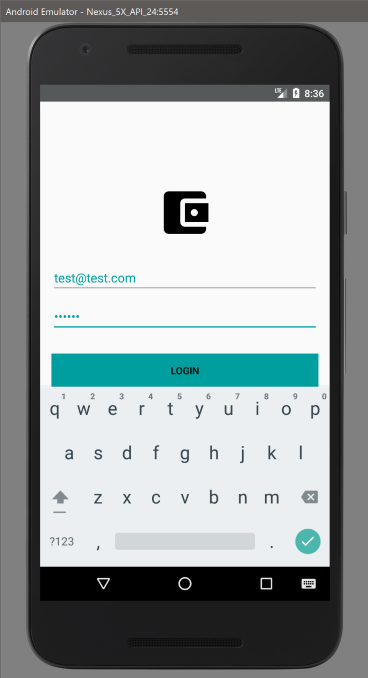 Android Emulator - Nexus_5X_API_24:5554
LTE 8:36
test@test.com
••••••
LOGIN
1 2 3 4 5 6 7 8 9 0
q w e r t y u i o p
a s d f g h j k l
z x c v b n m
?123 , .